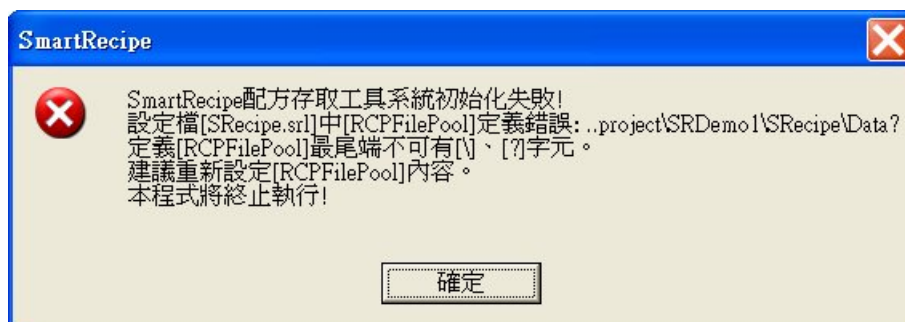 SmartRecipe
SmartRecipe配方存取工具系統初始化失敗!
設定檔[SRecipe.srl]中[RCPFilePool]定義錯誤: ..project\SRDemo1\SRecipe\Data?
定義[RCPFilePool]最尾端不可有[\]、[?]字元。
建議重新設定[RCPFilePool]內容。
本程式將終止執行!
確定